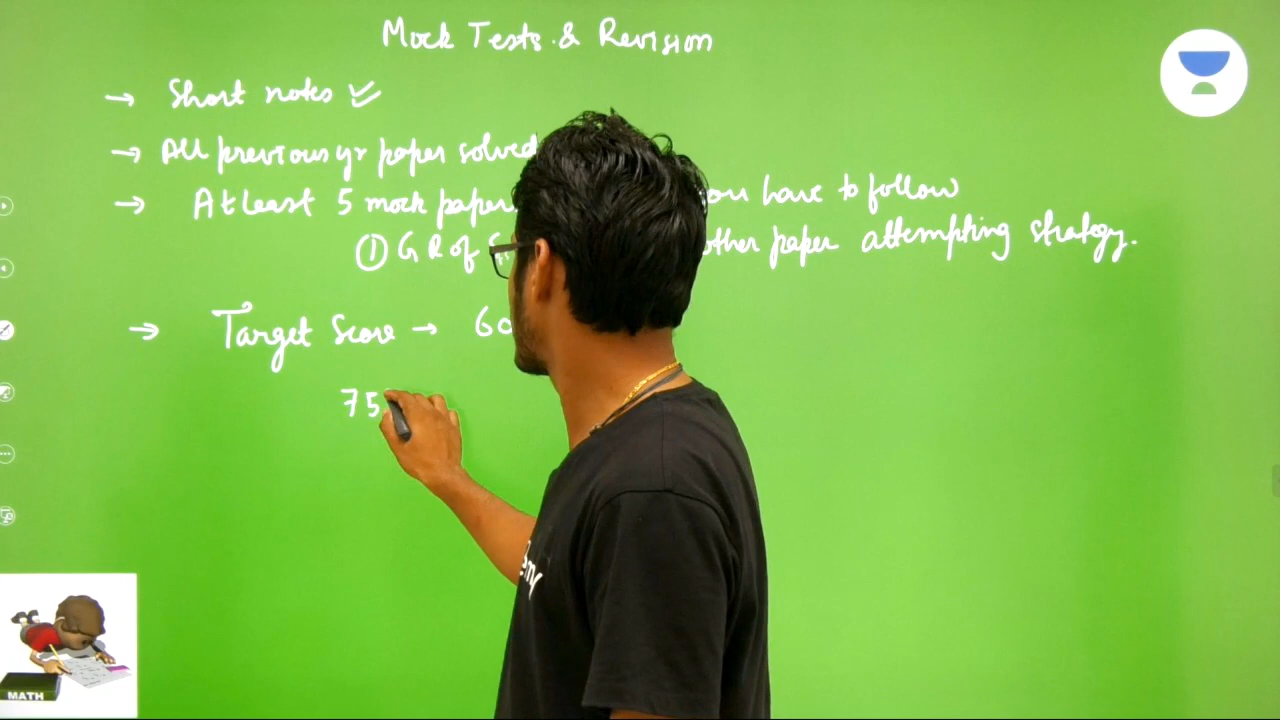 Mock Tests & Revision
→ Short notes
→ All previous yr paper solved
→ At least 5 mock paper have to follow
① G R of other paper attempting strategy.
→ Target Score → 60
75
MATH